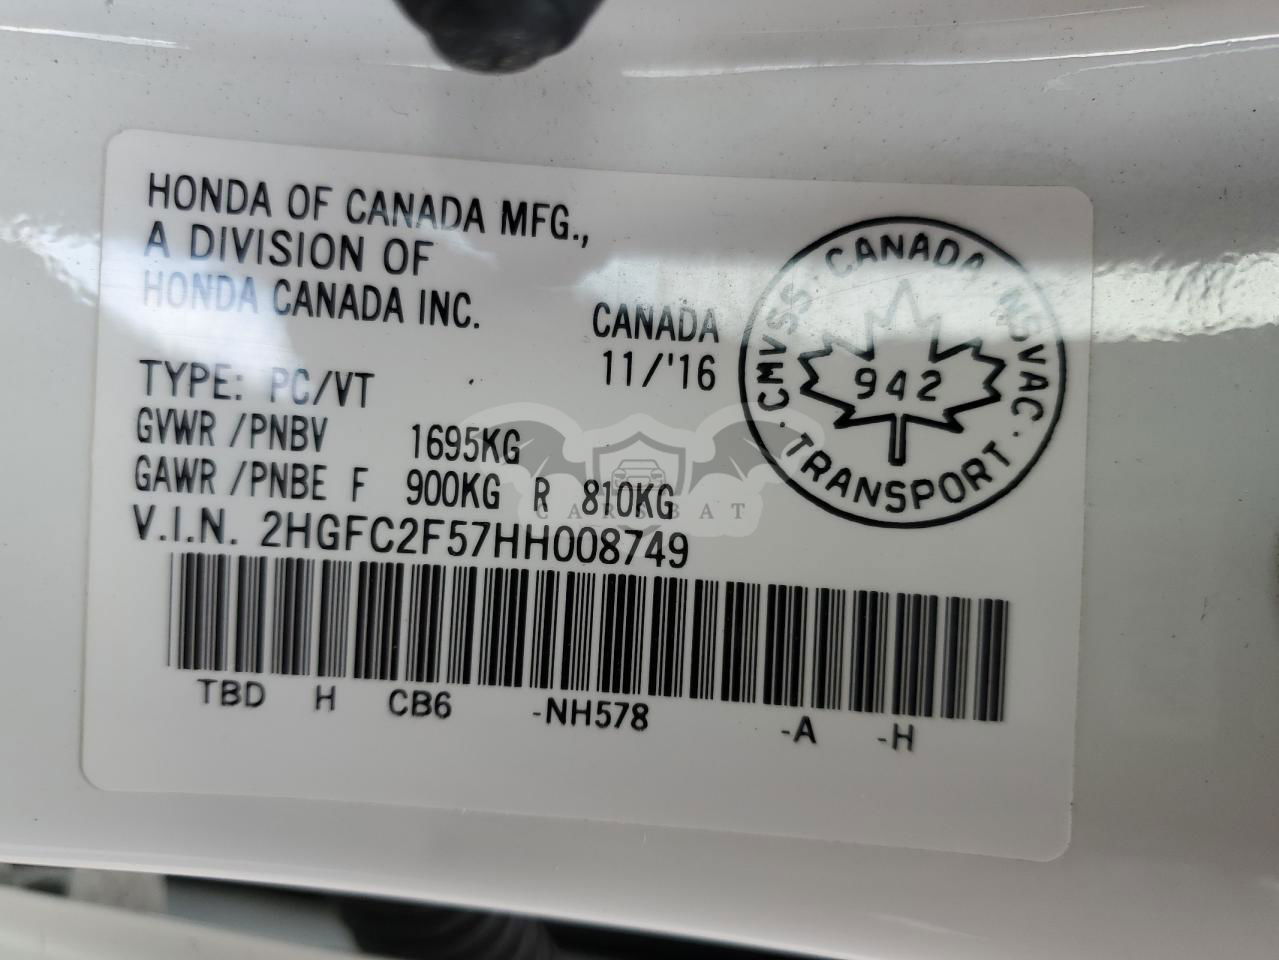 HONDA OF CANADA MFG.,
A DIVISION OF
HONDA CANADA INC.
CANADA
11/'16
TYPE: PC/VT
GVWR /PNBV 1695KG
GAWR /PNBE F 900KG R 810KG
V.I.N. 2HGFC2F57HH008749
TBD H CB6 -NH578 -A -H
· CANADA ·
CMVSS NSVAC
942
· TRANSPORT ·
CARSBAT